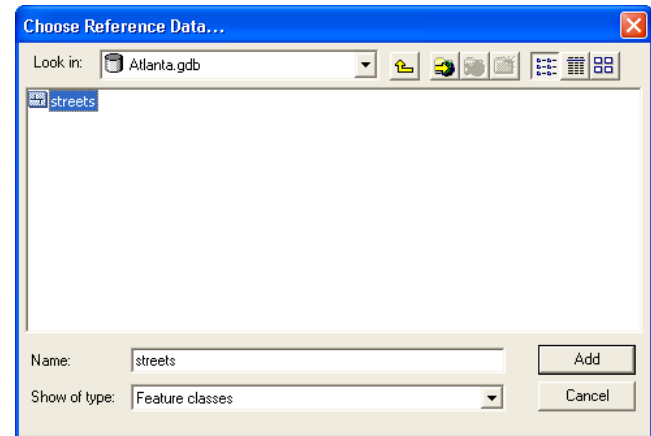 Choose Reference Data...
Look in: Atlanta.gdb
streets
Name: streets Add
Show of type: Feature classes Cancel